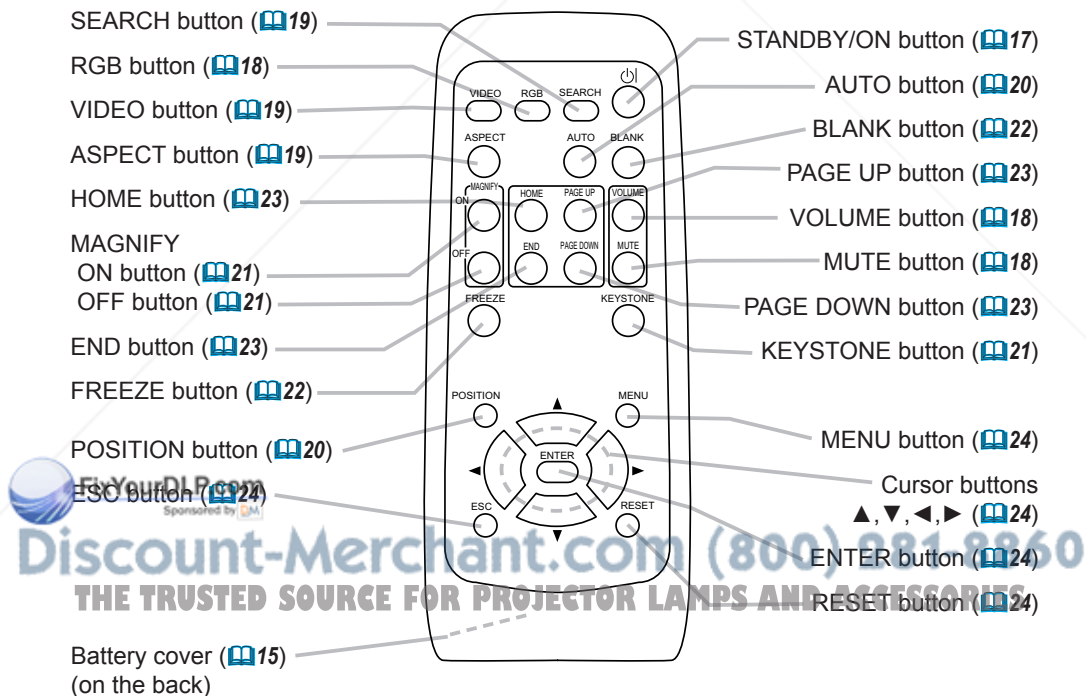 SEARCH button (19)
RGB button (18)
VIDEO button (19)
ASPECT button (19)
HOME button (23)
MAGNIFY
ON button (21)
OFF button (21)
END button (23)
FREEZE button (22)
POSITION button (20)
ESC button (24)
Battery cover (15)
(on the back)
VIDEO RGB SEARCH
ASPECT AUTO BLANK
MAGNIFY HOME PAGE UP VOLUME
ON
OFF END PAGE DOWN MUTE
FREEZE KEYSTONE
POSITION MENU
▲
◄ ENTER ►
ESC RESET
▼
STANDBY/ON button (17)
AUTO button (20)
BLANK button (22)
PAGE UP button (23)
VOLUME button (18)
MUTE button (18)
PAGE DOWN button (23)
KEYSTONE button (21)
MENU button (24)
Cursor buttons
▲, ▼, ◄, ► (24)
ENTER button (24)
RESET button (24)
FixYourDLP.com
Sponsored by DM
Discount-Merchant.com (800) 981-8860
THE TRUSTED SOURCE FOR PROJECTOR LAMPS AND ACCESSORIES